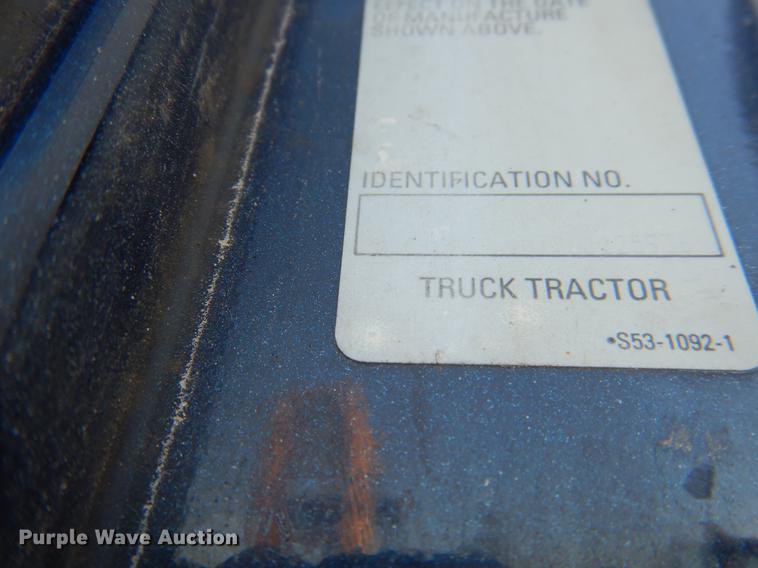 EFFECT ON THE DATE
OF MANUFACTURE
SHOWN ABOVE.
IDENTIFICATION NO.
TRUCK TRACTOR
•S53-1092-1
Purple Wave Auction®